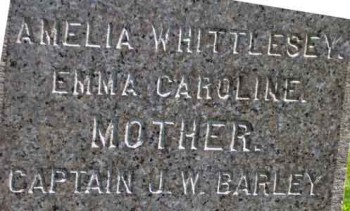 AMELIA WHITTLESEY.
EMMA CAROLINE.
MOTHER.
CAPTAIN J. W. BARLEY